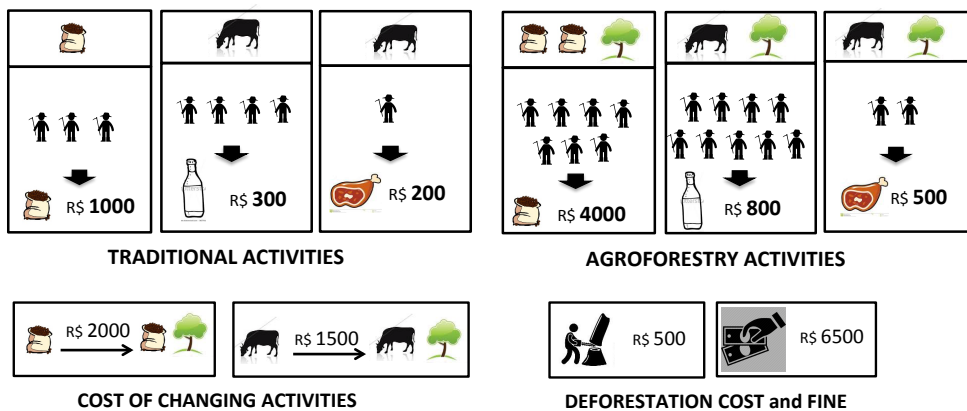 R$ 1000
R$ 300
R$ 200
R$ 4000
R$ 800
R$ 500
TRADITIONAL ACTIVITIES
AGROFORESTRY ACTIVITIES
R$ 2000
R$ 1500
R$ 500
R$ 6500
COST OF CHANGING ACTIVITIES
DEFORESTATION COST and FINE